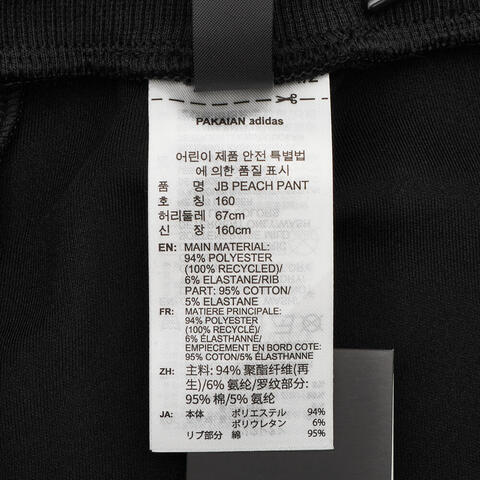 PAKAIAN adidas
어린이 제품 안전 특별법
에 의한 품질 표시
품 명 JB PEACH PANT
호 칭 160
허리둘레 67cm
신 장 160cm
EN: MAIN MATERIAL:
94% POLYESTER
(100% RECYCLED)/
6% ELASTANE/RIB
PART: 95% COTTON/
5% ELASTANE
FR: MATIERE PRINCIPALE:
94% POLYESTER
(100% RECYCLÉ)/
6% ÉLASTHANNE/
EMPIECEMENT EN BORD COTE:
95% COTON/5% ÉLASTHANNE
ZH: 主料: 94% 聚酯纤维(再
生)/6% 氨纶/罗纹部分:
95% 棉/5% 氨纶
JA: 本体 ポリエステル 94%
ポリウレタン 6%
リブ部分 綿 95%